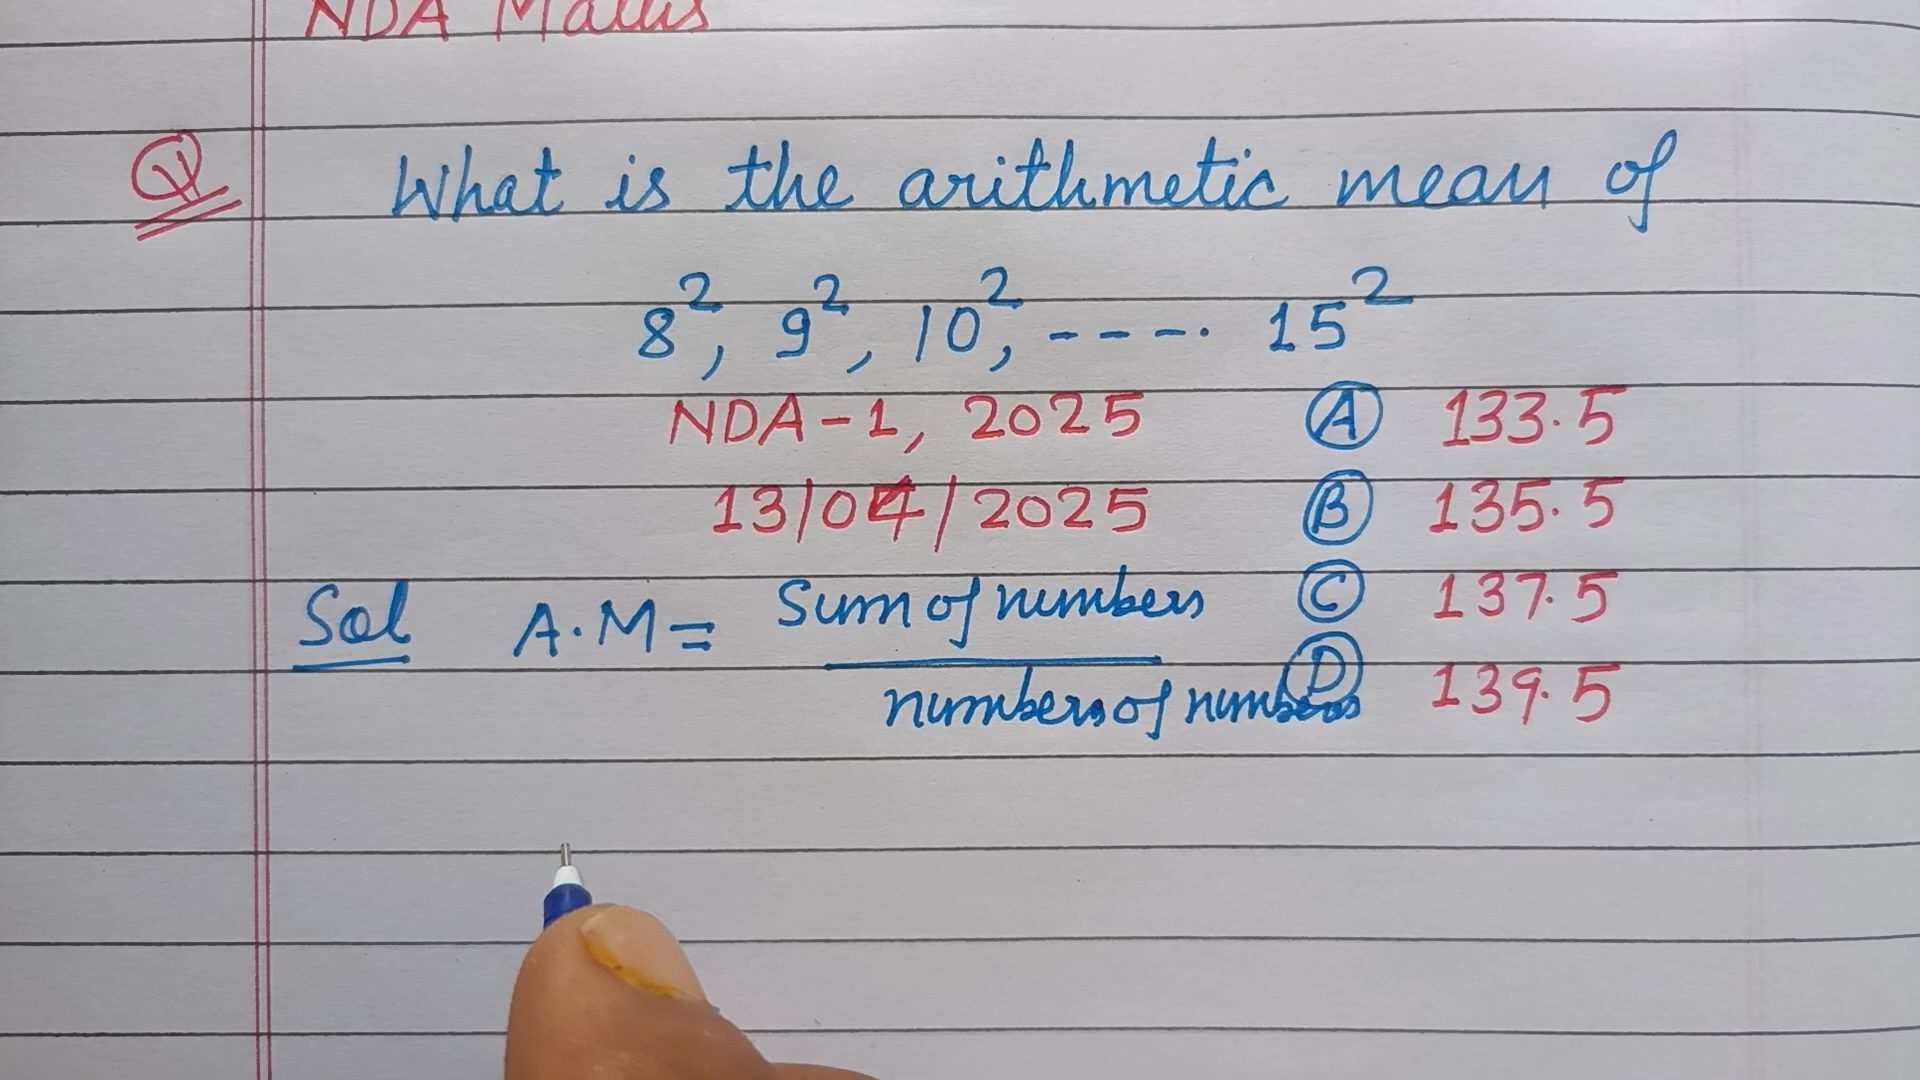 NDA Maths
Q What is the arithmetic mean of
8², 9², 10², ----. 15²
NDA-1, 2025 Ⓐ 133.5
13/04/2025 Ⓑ 135.5
Sol A.M = Sum of numbers Ⓒ 137.5
numbers of numbers Ⓓ 139.5